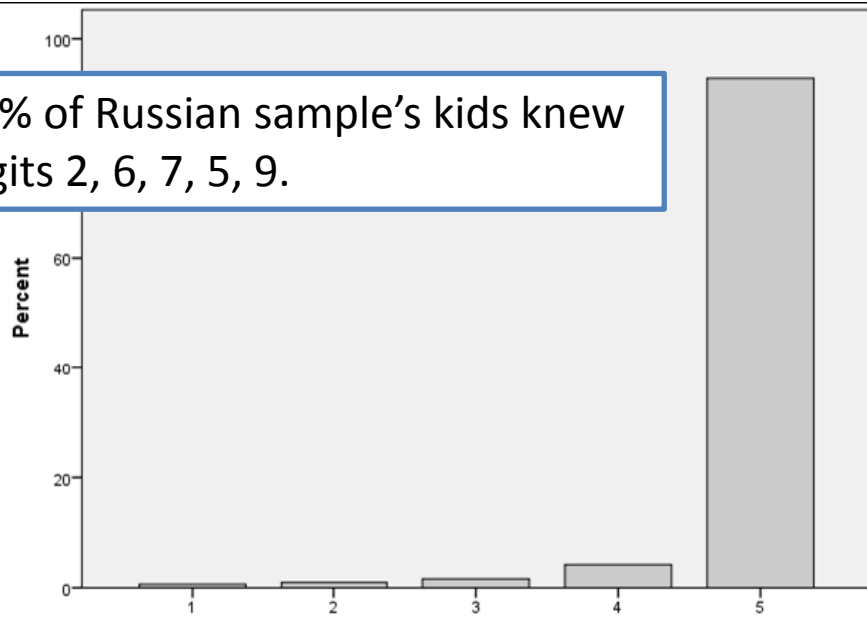 100
% of Russian sample’s kids knew
gits 2, 6, 7, 5, 9.
60
Percent
40
20
0
1 2 3 4 5